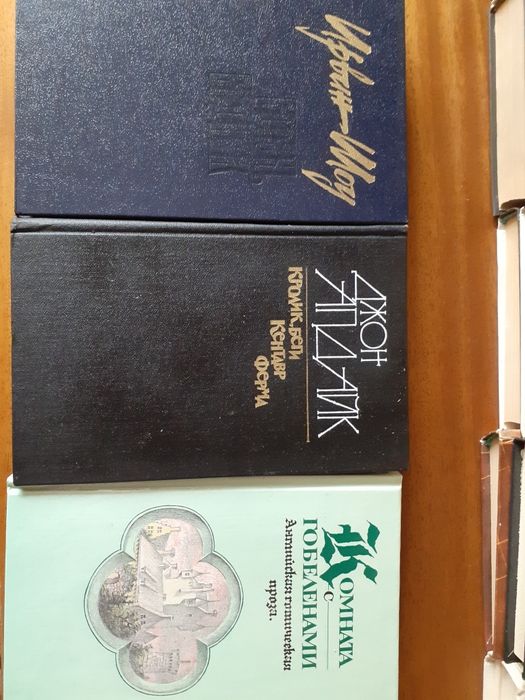 Ирвин Шоу
ДЖОН
АПДАЙК
КРОЛИК, БЕГИ
КЕНТАВР
ФЕРМА
КОМНАТА
С
ГОБЕЛЕНАМИ
Английская готическая
проза.